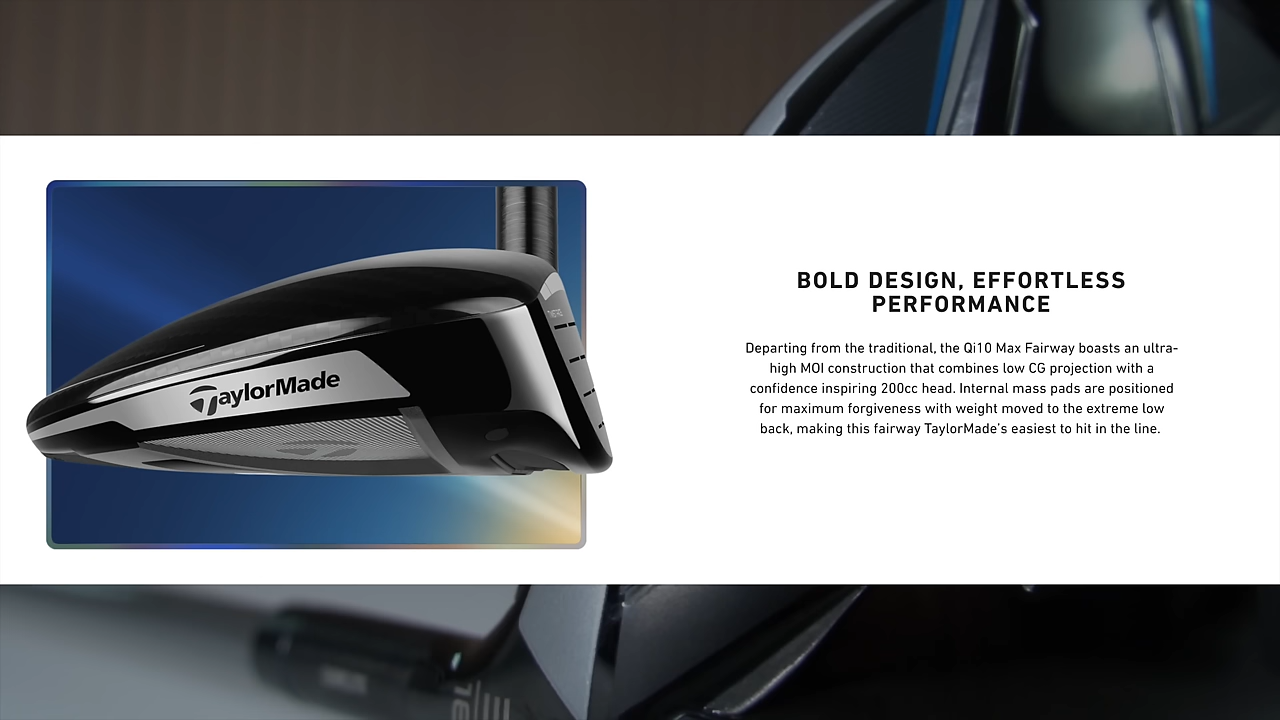 BOLD DESIGN, EFFORTLESS
PERFORMANCE
Departing from the traditional, the Qi10 Max Fairway boasts an ultra-
high MOI construction that combines low CG projection with a
confidence inspiring 200cc head. Internal mass pads are positioned
for maximum forgiveness with weight moved to the extreme low
back, making this fairway TaylorMade's easiest to hit in the line.
TaylorMade